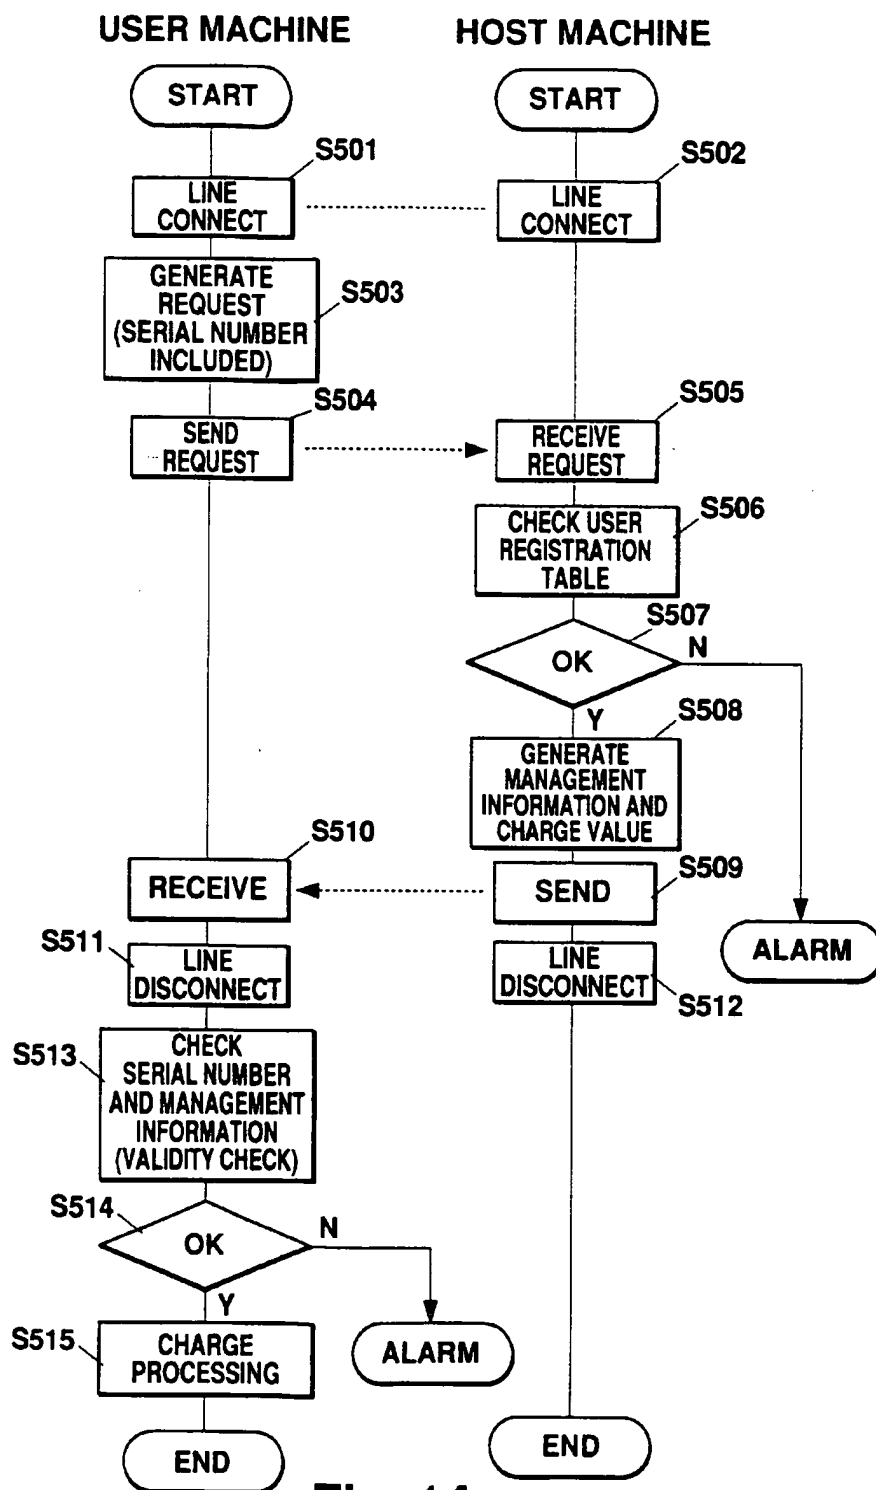 USER MACHINE
HOST MACHINE
START
START
S501
S502
LINE
CONNECT
LINE
CONNECT
GENERATE
REQUEST
(SERIAL NUMBER
INCLUDED)
S503
S504
S505
SEND
REQUEST
RECEIVE
REQUEST
S506
CHECK USER
REGISTRATION
TABLE
S507
OK
N
Y
S508
GENERATE
MANAGEMENT
INFORMATION AND
CHARGE VALUE
S510
S509
RECEIVE
SEND
ALARM
S511
LINE
DISCONNECT
LINE
DISCONNECT
S512
S513
CHECK
SERIAL NUMBER
AND MANAGEMENT
INFORMATION
(VALIDITY CHECK)
S514
OK
N
Y
S515
CHARGE
PROCESSING
ALARM
END
END